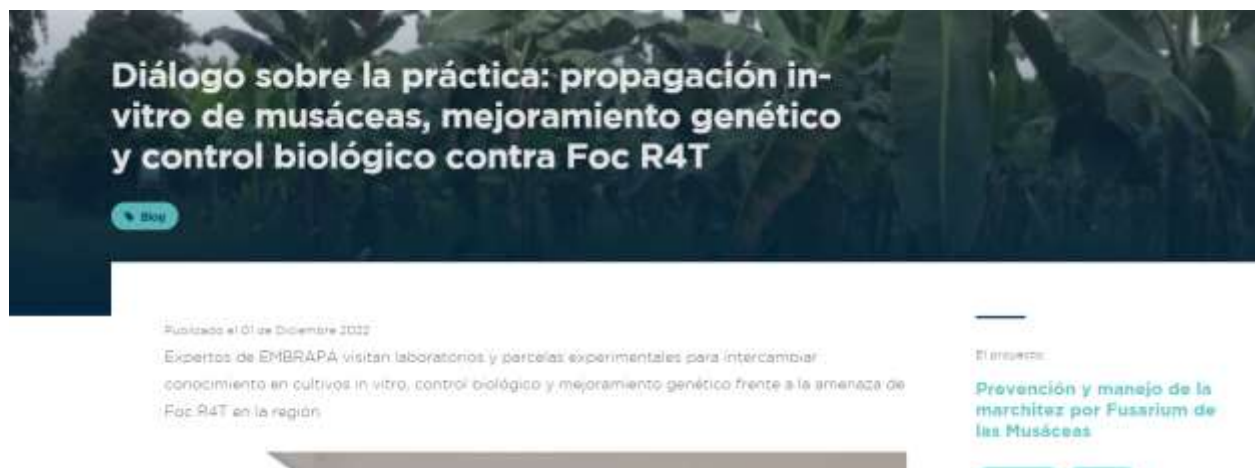 Diálogo sobre la práctica: propagación in-
vitro de musáceas, mejoramiento genético
y control biológico contra Foc R4T
Blog
Publicado el 01 de Diciembre 2022
Expertos de EMBRAPA visitan laboratorios y parcelas experimentales para intercambiar
conocimiento en cultivos in vitro, control biológico y mejoramiento genético frente a la amenaza de
Foc R4T en la región
El proyecto
Prevención y manejo de la
marchitez por Fusarium de
las Musáceas